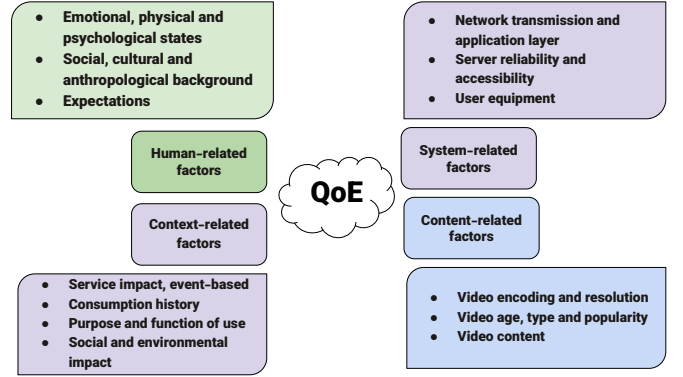 ● Emotional, physical and
psychological states
● Social, cultural and
anthropological background
● Expectations
● Network transmission and
application layer
● Server reliability and
accessibility
● User equipment
Human-related
factors
System-related
factors
QoE
Context-related
factors
Content-related
factors
● Service impact, event-based
● Consumption history
● Purpose and function of use
● Social and environmental
impact
● Video encoding and resolution
● Video age, type and popularity
● Video content